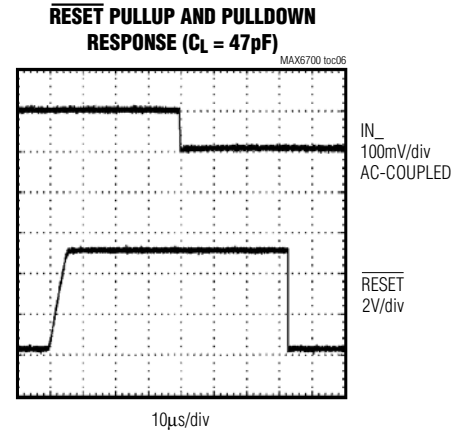 RESET PULLUP AND PULLDOWN
RESPONSE (CL = 47pF)
MAX6700 toc06
IN_
100mV/div
AC-COUPLED
RESET
2V/div
10μs/div